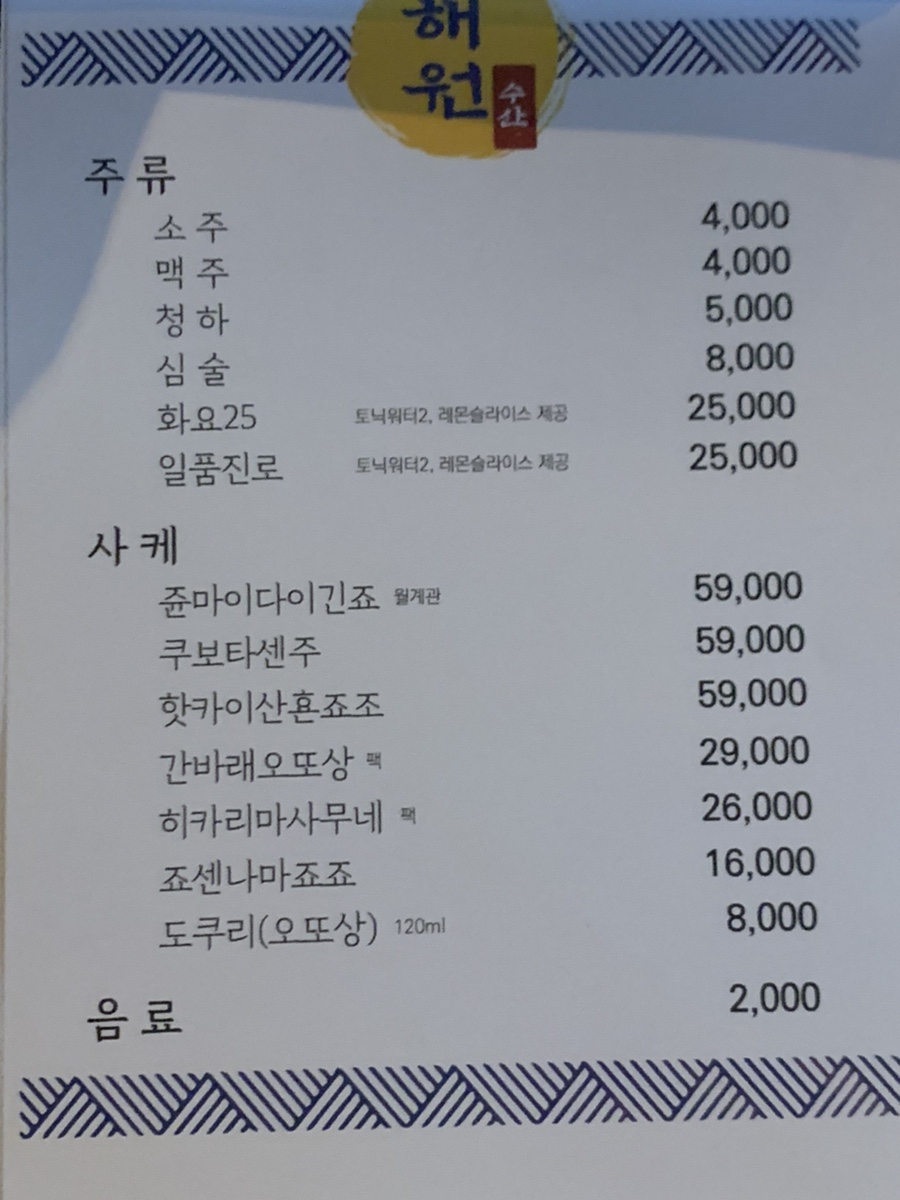 해
원
수산
주류
소주 4,000
맥주 4,000
청하 5,000
심술 8,000
화요25 토닉워터2, 레몬슬라이스 제공 25,000
일품진로 토닉워터2, 레몬슬라이스 제공 25,000
사케
쥰마이다이긴죠 월계관 59,000
쿠보타센주 59,000
핫카이산혼죠조 59,000
간바래오또상 팩 29,000
히카리마사무네 팩 26,000
죠센나마죠죠 16,000
도쿠리(오또상) 120ml 8,000
음료 2,000